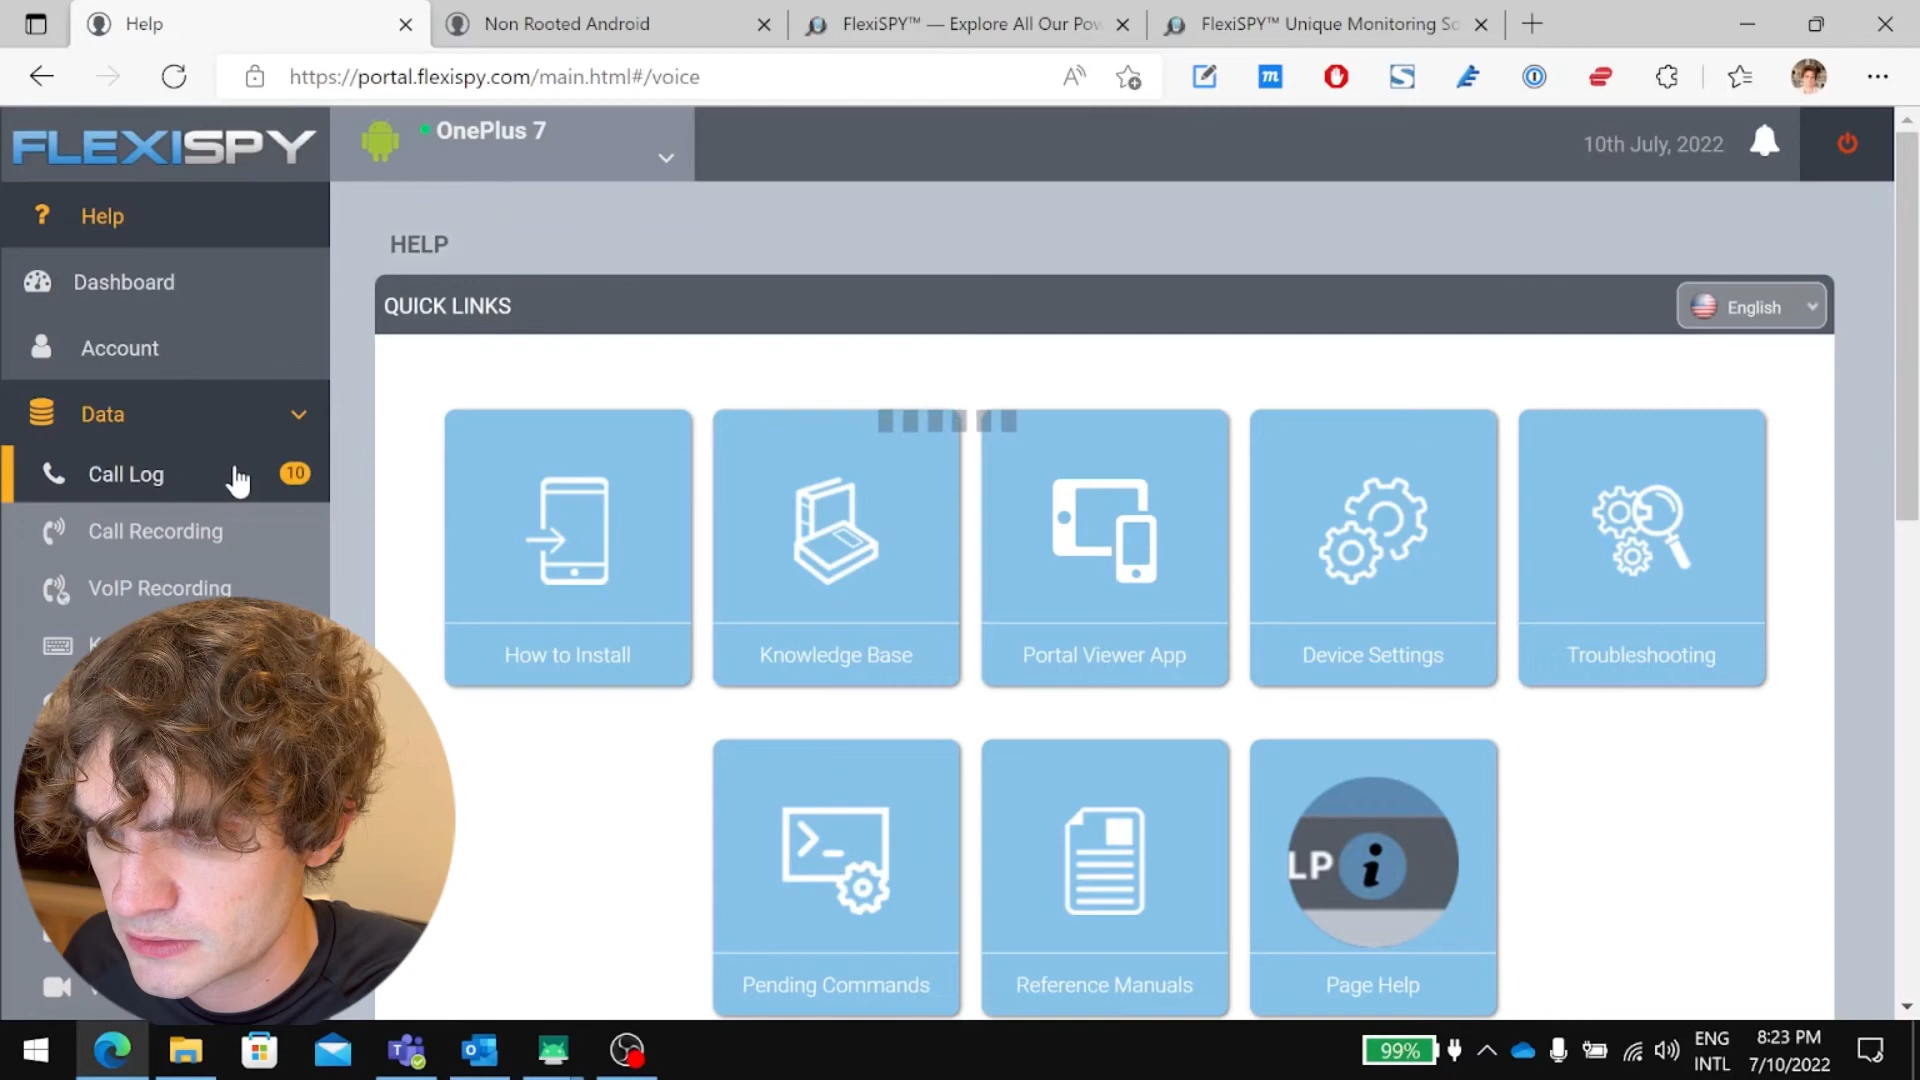 Help
Non Rooted Android
FlexiSPY™ — Explore All Our Pow
FlexiSPY™ Unique Monitoring So
https://portal.flexispy.com/main.html#/voice
FLEXISPY
OnePlus 7
10th July, 2022
Help
Dashboard
Account
Data
Call Log
10
Call Recording
VoIP Recording
HELP
QUICK LINKS
English
How to Install
Knowledge Base
Portal Viewer App
Device Settings
Troubleshooting
LP i
Pending Commands
Reference Manuals
Page Help
99%
ENG
INTL
8:23 PM
7/10/2022